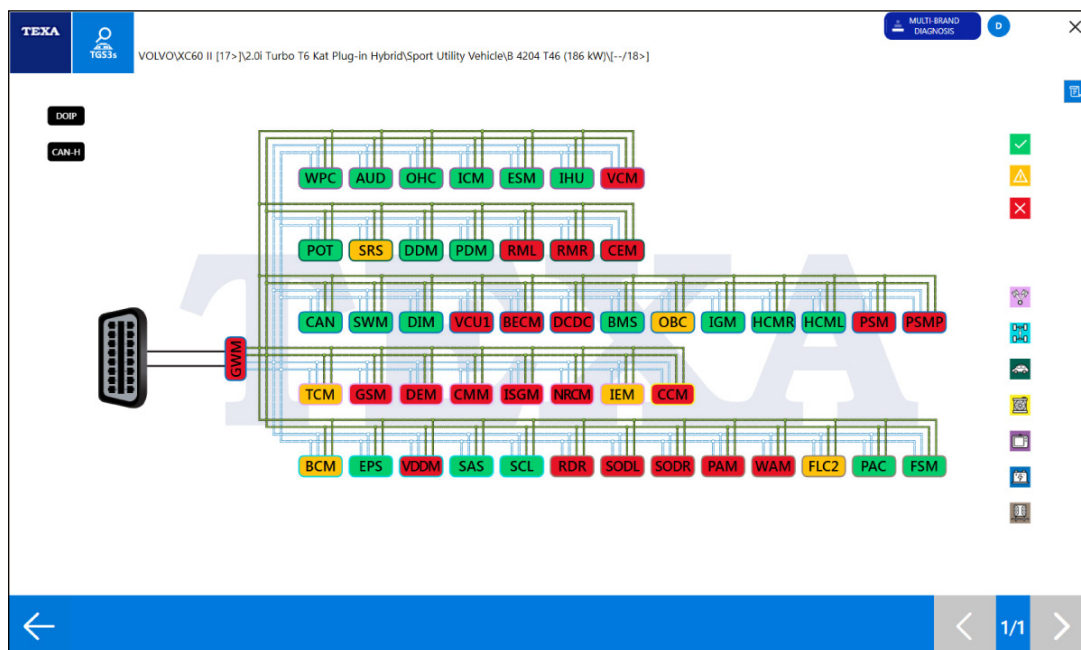 TEXA
TGS3s
MULTI-BRAND
DIAGNOSIS
D
VOLVO\XC60 II [17>]\2.0i Turbo T6 Kat Plug-in Hybrid\Sport Utility Vehicle\B 4204 T46 (186 kW)\[--/18>]
DOIP
CAN-H
WPC AUD OHC ICM ESM IHU VCM
POT SRS DDM PDM RML RMR CEM
CAN SWM DIM VCU1 BECM DCDC BMS OBC IGM HCMR HCML PSM PSMP
GWM
TCM GSM DEM CMM ISGM NRCM IEM CCM
BCM EPS VDDM SAS SCL RDR SODL SODR PAM WAM FLC2 PAC FSM
TEXA
1/1